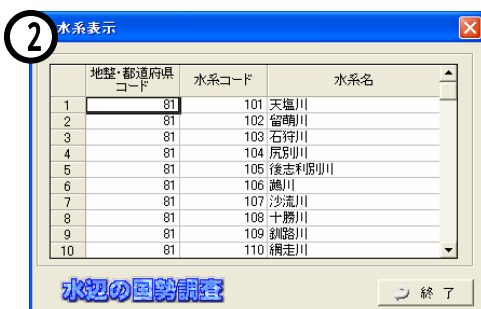 2
水系表示
地整・都道府県コード 水系コード 水系名
1 81 101 天塩川
2 81 102 留萌川
3 81 103 石狩川
4 81 104 尻別川
5 81 105 後志利別川
6 81 106 鵡川
7 81 107 沙流川
8 81 108 十勝川
9 81 109 釧路川
10 81 110 網走川
水辺の国勢調査
終 了